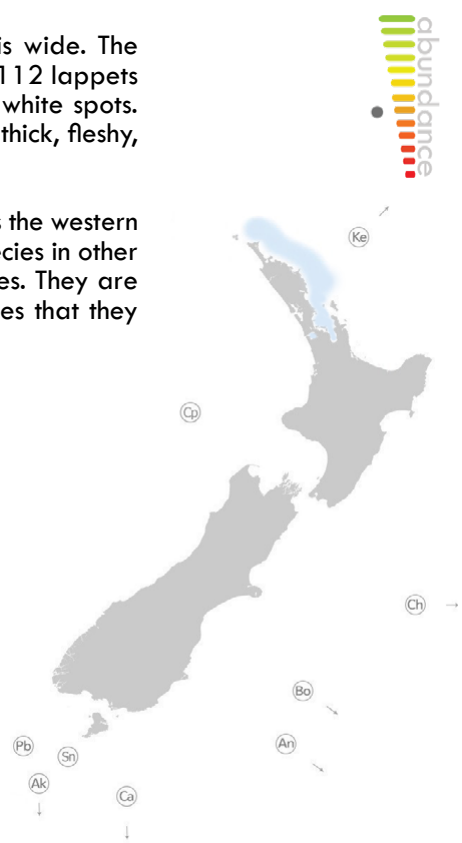 is wide. The
112 lappets
white spots.
thick, fleshy,
s the western
ecies in other
es. They are
es that they
abundance
Ke
Cp
Ch
Bo
An
Pb
Sn
Ak
Ca